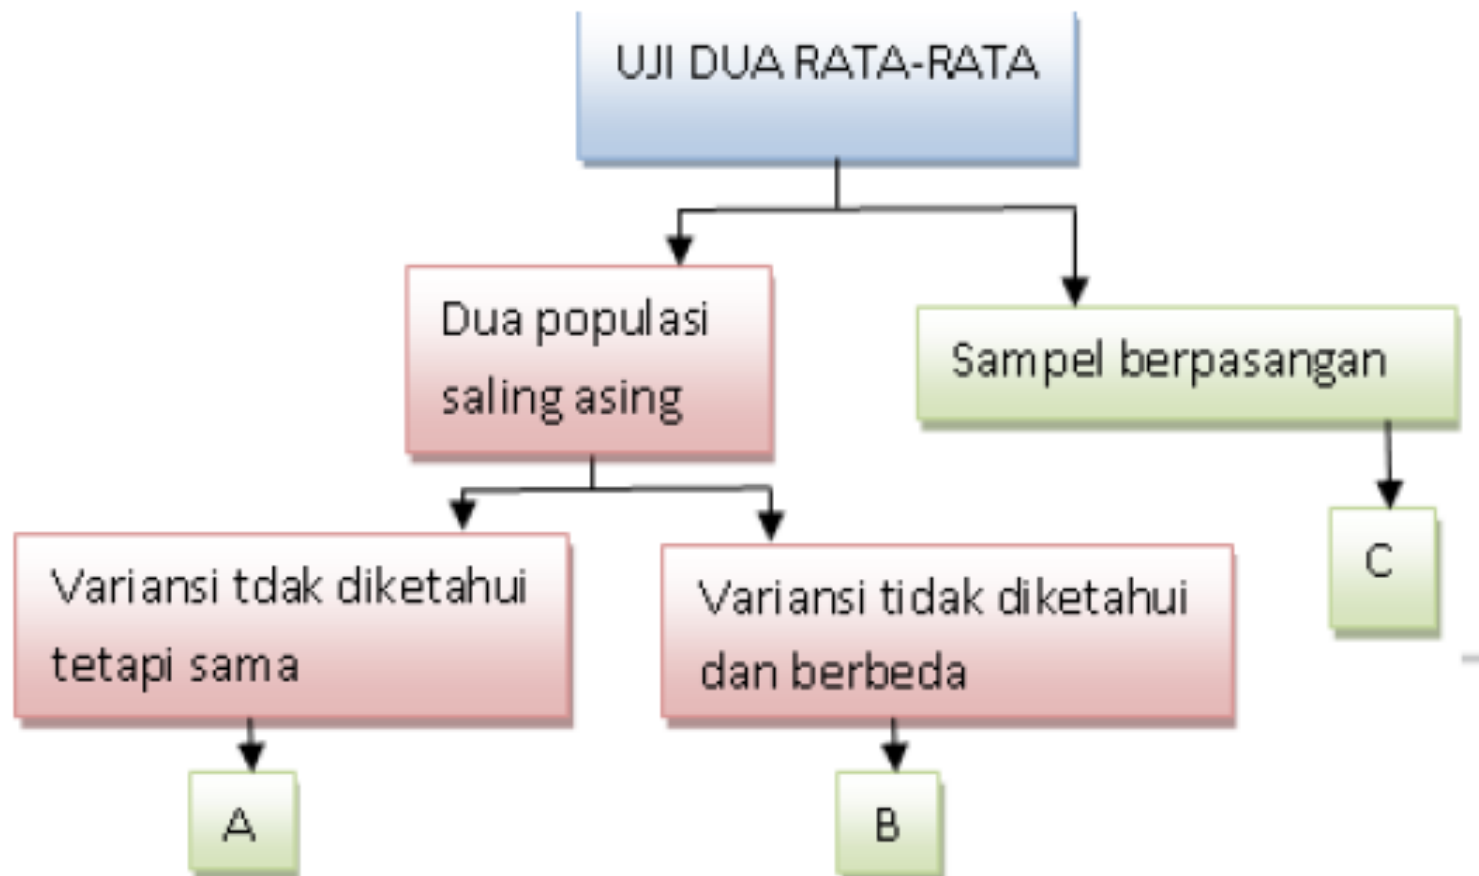 UJI DUA RATA-RATA
Dua populasi
saling asing
Sampel berpasangan
Variansi tdak diketahui
tetapi sama
Variansi tidak diketahui
dan berbeda
C
A
B